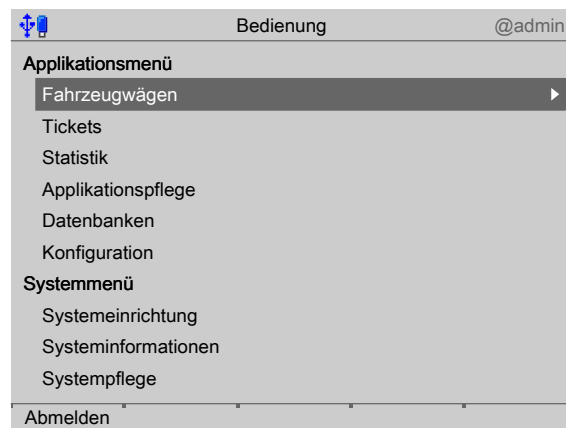 Bedienung @admin
Applikationsmenü
Fahrzeugwägen
Tickets
Statistik
Applikationspflege
Datenbanken
Konfiguration
Systemmenü
Systemeinrichtung
Systeminformationen
Systempflege
Abmelden